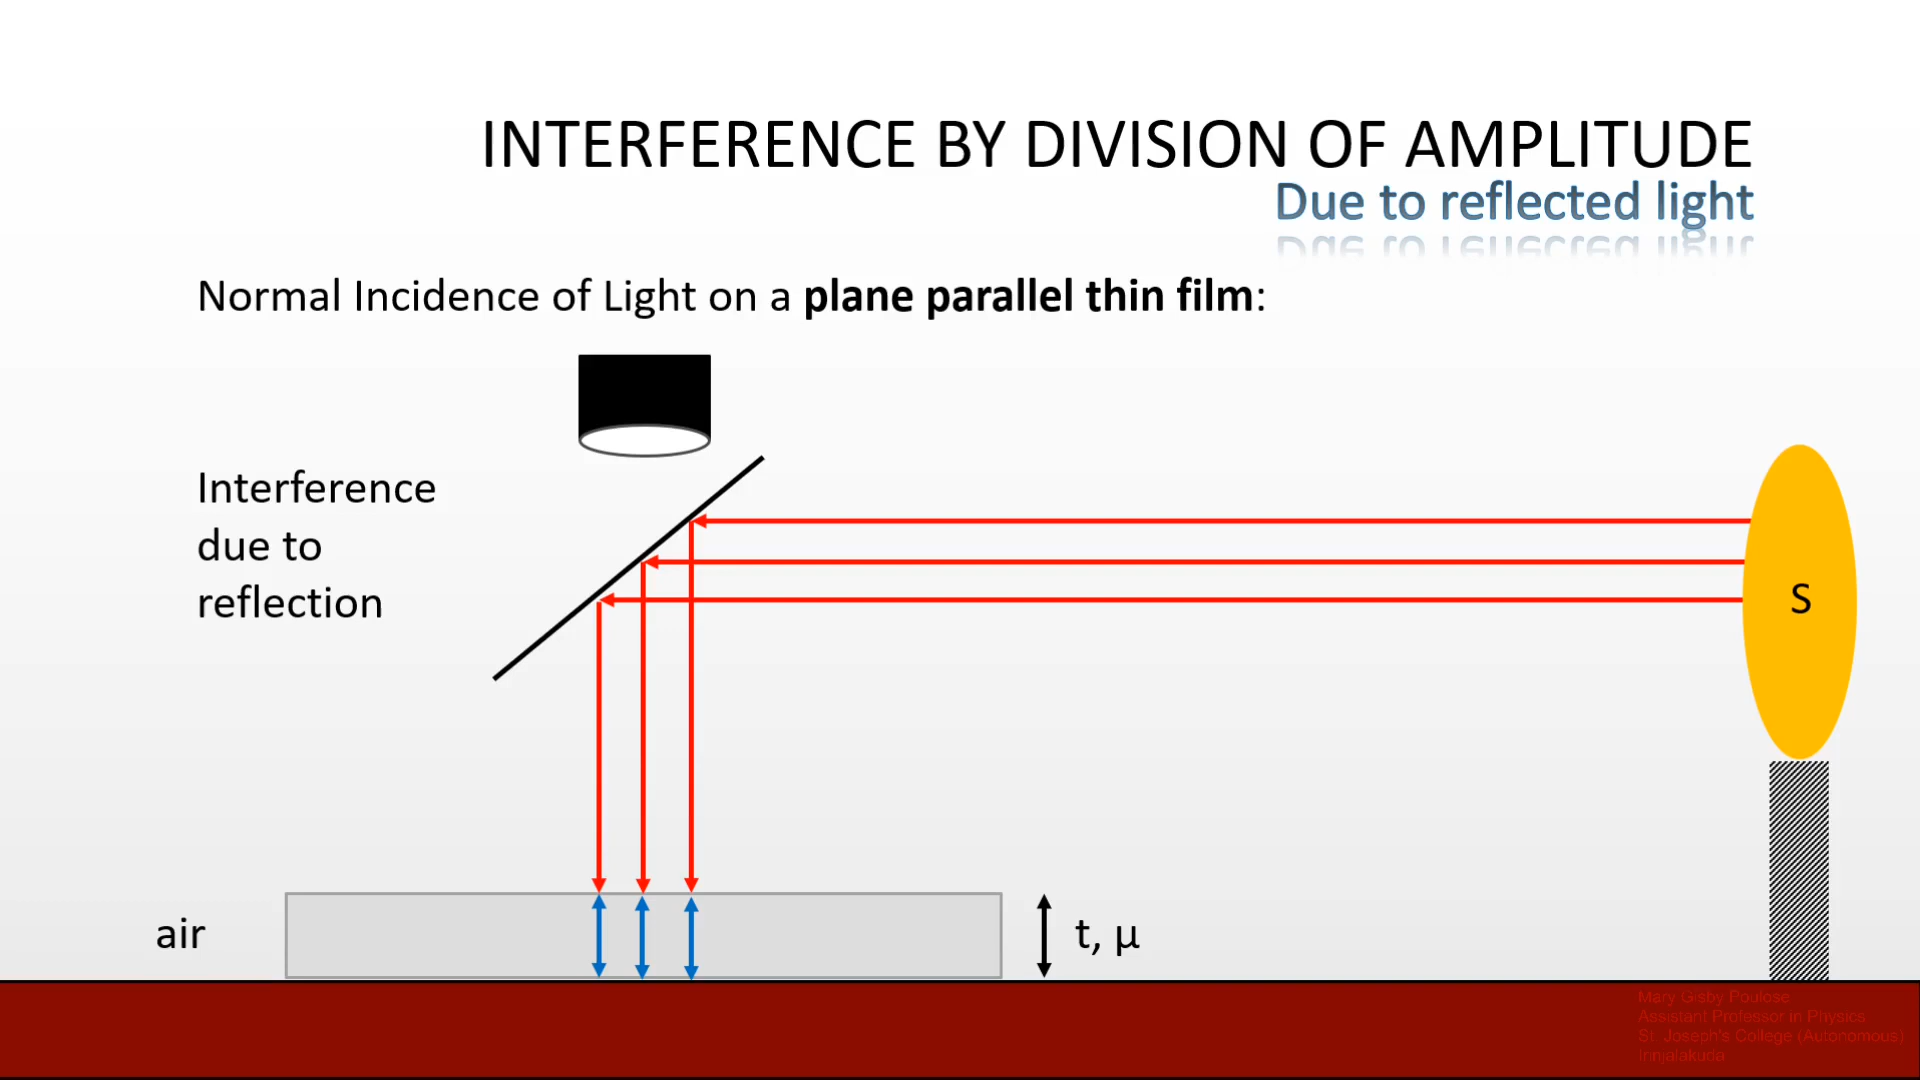 INTERFERENCE BY DIVISION OF AMPLITUDE
Due to reflected light
Normal Incidence of Light on a plane parallel thin film:
Interference
due to
reflection
S
air
t, μ
Mary Gisby Poulose
Assistant Professor in Physics
St. Joseph's College (Autonomous)
Irinjalakuda